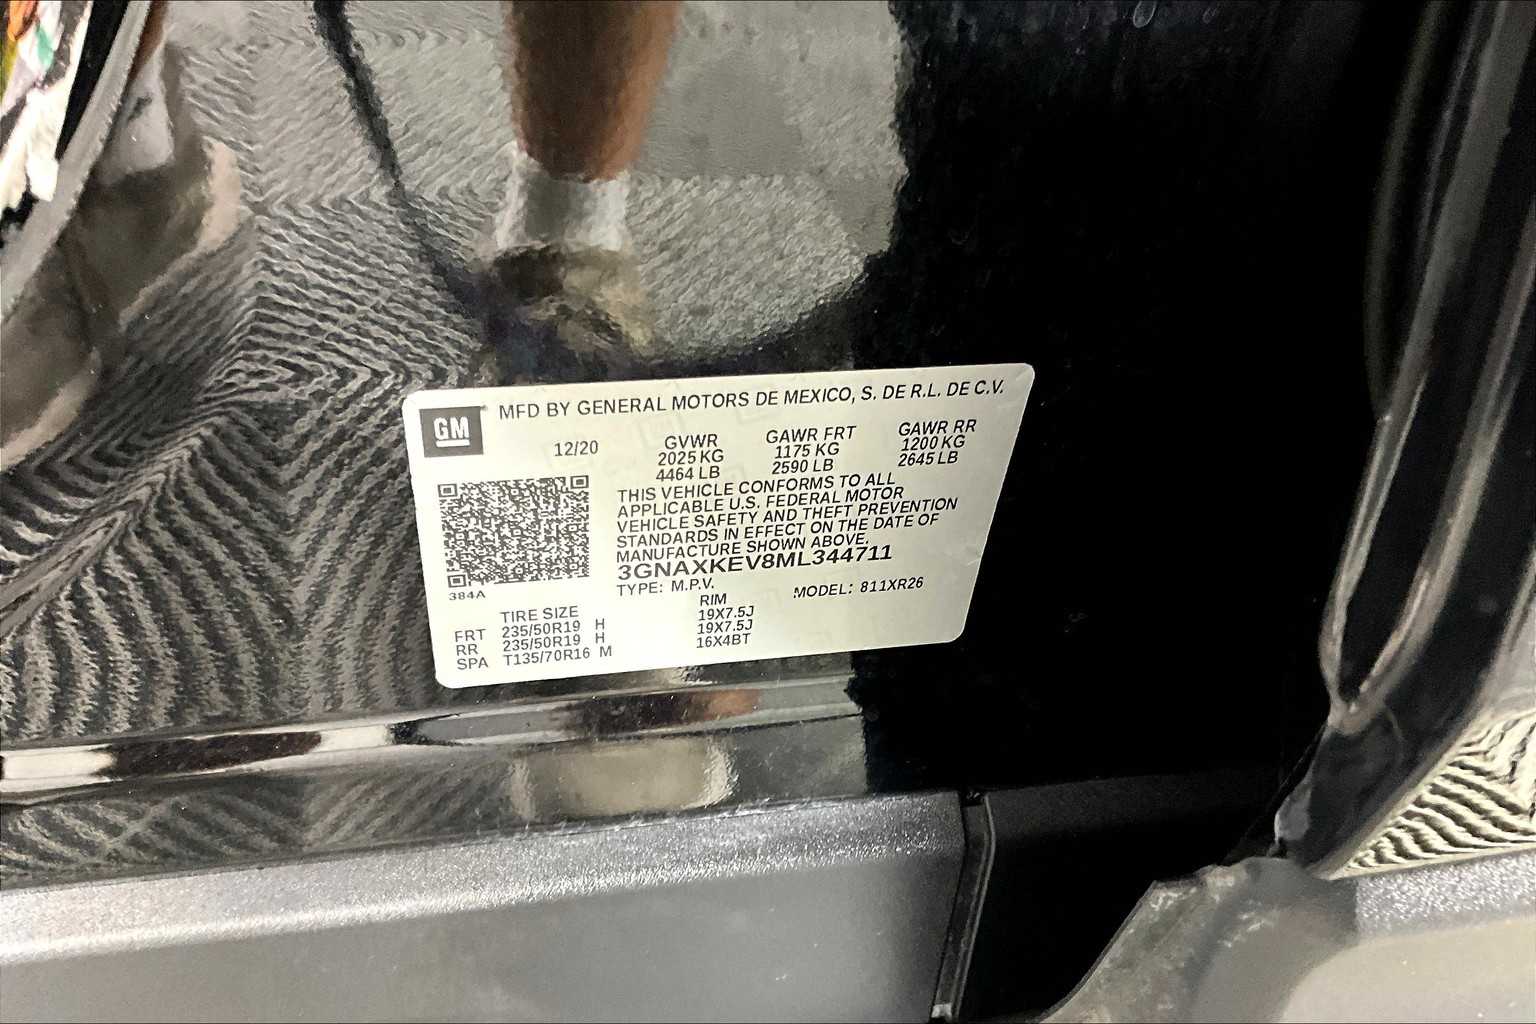 GM
MFD BY GENERAL MOTORS DE MEXICO, S. DE R.L. DE C.V.
12/20 GVWR GAWR FRT GAWR RR
2025 KG 1175 KG 1200 KG
4464 LB 2590 LB 2645 LB
THIS VEHICLE CONFORMS TO ALL
APPLICABLE U.S. FEDERAL MOTOR
VEHICLE SAFETY AND THEFT PREVENTION
STANDARDS IN EFFECT ON THE DATE OF
MANUFACTURE SHOWN ABOVE.
3GNAXKEV8ML344711
384A
TYPE: M.P.V. MODEL: 811XR26
TIRE SIZE RIM
FRT 235/50R19 H 19X7.5J
RR 235/50R19 H 19X7.5J
SPA T135/70R16 M 16X4BT